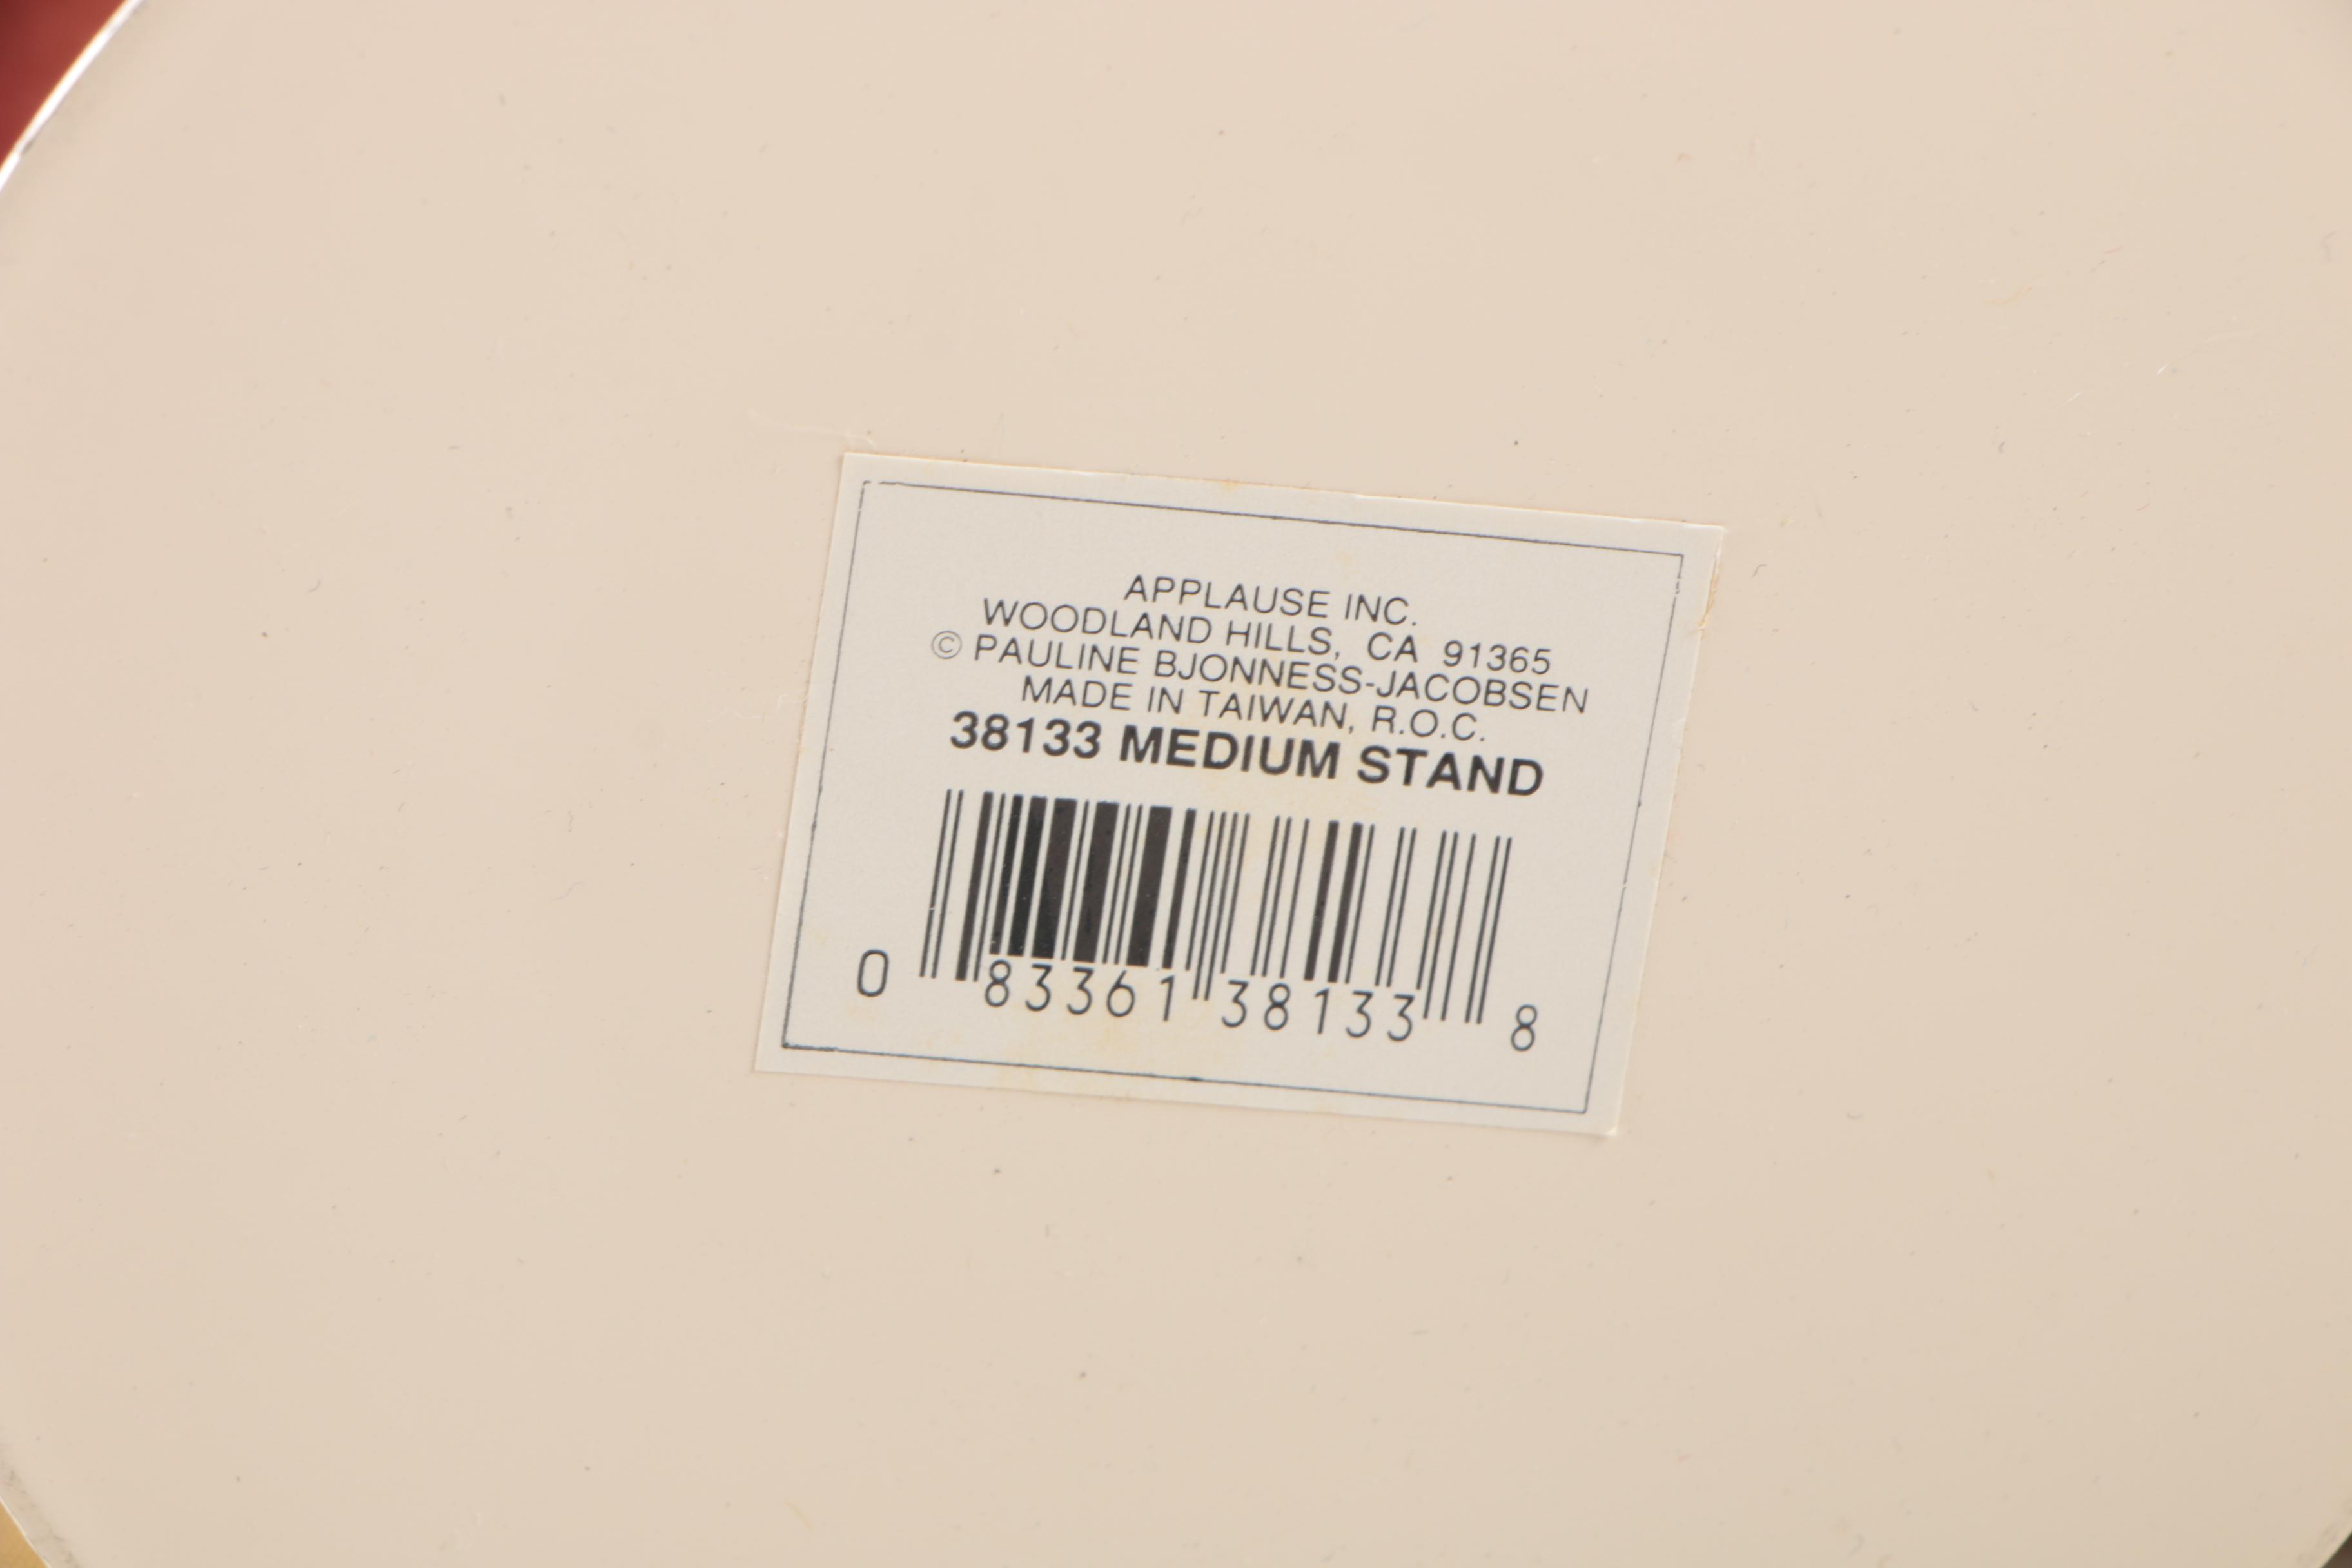 APPLAUSE INC.
WOODLAND HILLS, CA 91365
© PAULINE BJONNESS-JACOBSEN
MADE IN TAIWAN, R.O.C.
38133 MEDIUM STAND
0 83361 38133 8